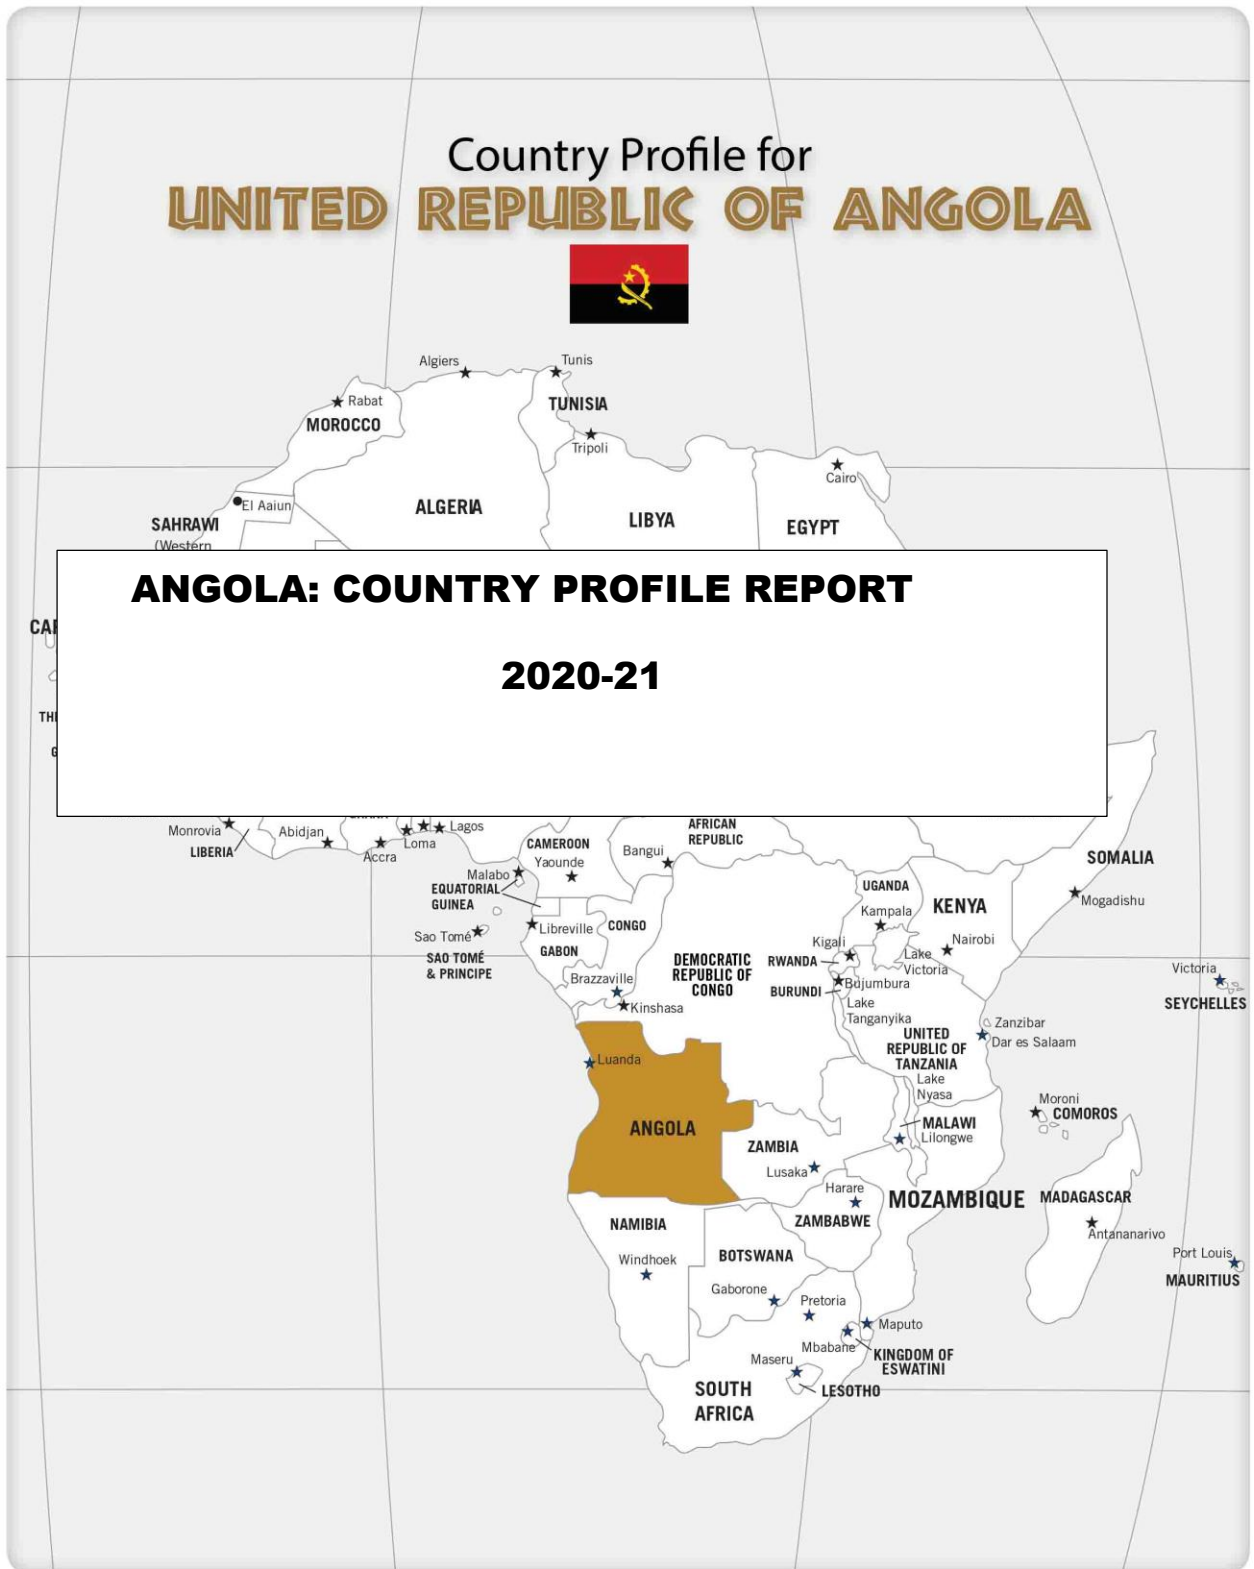 Country Profile for
UNITED REPUBLIC OF ANGOLA
Algiers
Tunis
Rabat
TUNISIA
MOROCCO
Tripoli
Cairo
El Aaiun
ALGERIA
LIBYA
SAHRAWI
EGYPT
(Western
ANGOLA: COUNTRY PROFILE REPORT
2020-21
Monrovia
Abidjan
Lagos
LIBERIA
Loma
Accra
CAMEROON
Yaounde
AFRICAN
REPUBLIC
Bangui
SOMALIA
Malabo
EQUATORIAL
GUINEA
UGANDA
KENYA
Mogadishu
Kampala
Libreville
CONGO
Sao Tomé
GABON
Kigali
Nairobi
SAO TOMÉ
& PRINCIPE
DEMOCRATIC
REPUBLIC OF
CONGO
RWANDA
Lake
Victoria
Victoria
Brazzaville
BURUNDI
Bujumbura
SEYCHELLES
Kinshasa
Lake
Tanganyika
Zanzibar
UNITED
REPUBLIC OF
TANZANIA
Dar es Salaam
Luanda
Lake
Nyasa
Moroni
COMOROS
ANGOLA
MALAWI
Lilongwe
ZAMBIA
Lusaka
Harare
MOZAMBIQUE
MADAGASCAR
NAMIBIA
ZAMBABWE
Antananarivo
Windhoek
BOTSWANA
Port Louis
MAURITIUS
Gaborone
Pretoria
Maputo
Mbabane
KINGDOM OF
ESWATINI
Maseru
SOUTH
AFRICA
LESOTHO